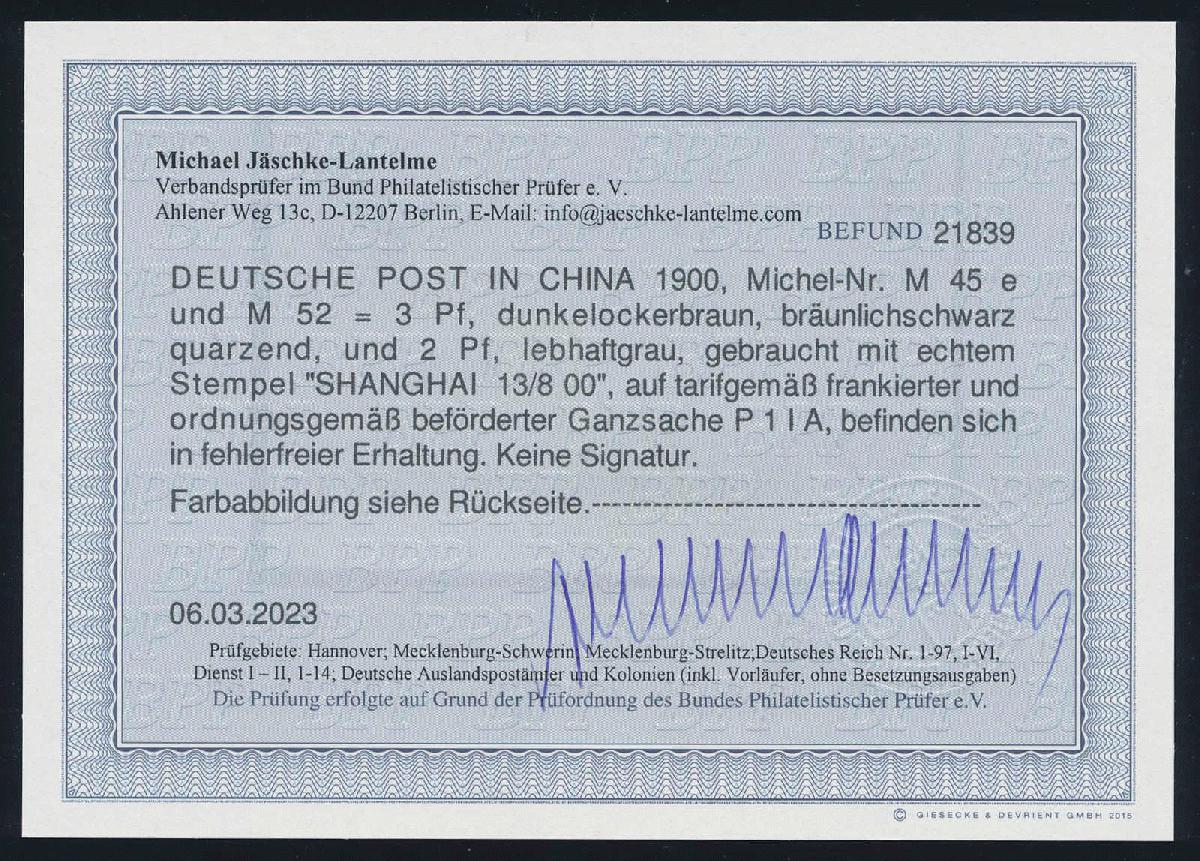 Michael Jäschke-Lantelme
Verbandsprüfer im Bund Philatelistischer Prüfer e. V.
Ahlener Weg 13c, D-12207 Berlin, E-Mail: info@jaeschke-lantelme.com
BEFUND 21839
DEUTSCHE POST IN CHINA 1900, Michel-Nr. M 45 e
und M 52 = 3 Pf, dunkelockerbraun, bräunlichschwarz
quarzend, und 2 Pf, lebhaftgrau, gebraucht mit echtem
Stempel "SHANGHAI 13/8 00", auf tarifgemäß frankierter und
ordnungsgemäß beförderter Ganzsache P 1 I A, befinden sich
in fehlerfreier Erhaltung. Keine Signatur.
Farbabbildung siehe Rückseite.------------------------------------
06.03.2023
Prüfgebiete: Hannover; Mecklenburg-Schwerin, Mecklenburg-Strelitz;Deutsches Reich Nr. 1-97, I-VI,
Dienst I – II, 1-14; Deutsche Auslandspostämter und Kolonien (inkl. Vorläufer, ohne Besetzungsausgaben)
Die Prüfung erfolgte auf Grund der Prüfordnung des Bundes Philatelistischer Prüfer e.V.
© GIESECKE & DEVRIENT GMBH 2015